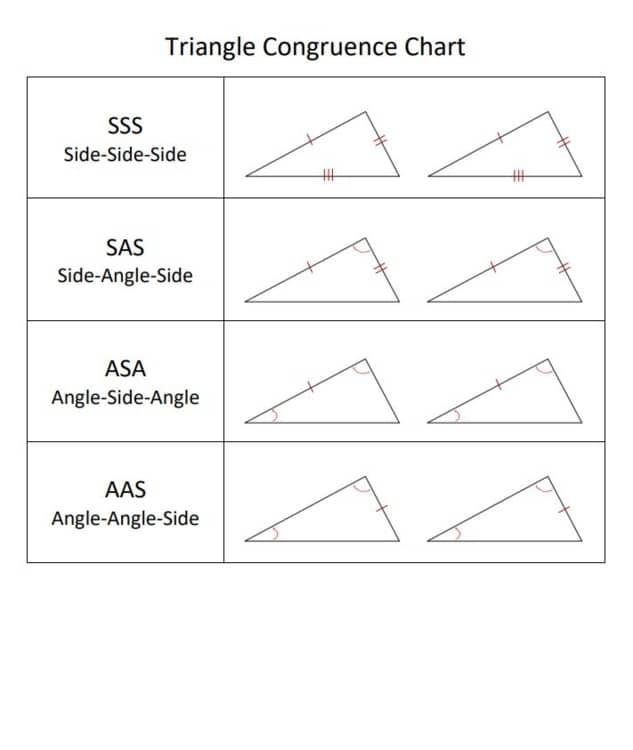 Triangle Congruence Chart
SSS
Side-Side-Side
SAS
Side-Angle-Side
ASA
Angle-Side-Angle
AAS
Angle-Angle-Side